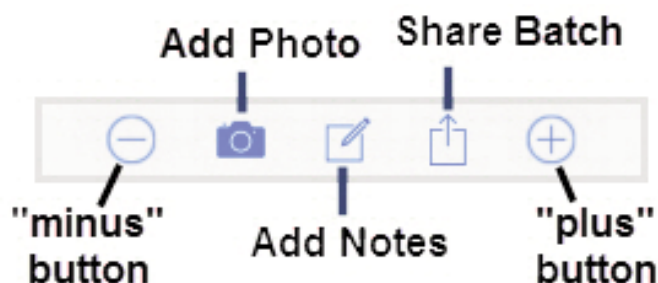 Add Photo
Share Batch
"minus"
button
Add Notes
"plus"
button